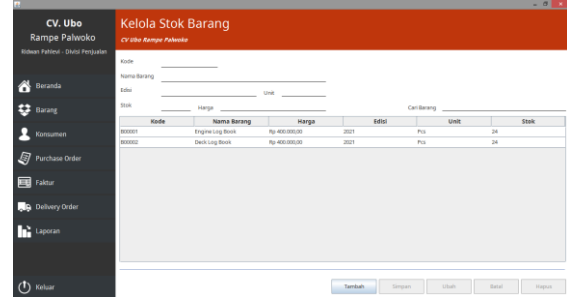 CV. Ubo
Rampe Palwoko
Ridwan Pahlevi - Divisi Penjualan
Beranda
Barang
Konsumen
Purchase Order
Faktur
Delivery Order
Laporan
Keluar
Kelola Stok Barang
CV Ubo Rampe Palwoko
Kode
Nama Barang
Edisi Unit
Stok Harga Cari Barang
Kode Nama Barang Harga Edisi Unit Stok
B00001 Engine Log Book Rp 400.000,00 2021 Pcs 24
B00002 Deck Log Book Rp 400.000,00 2021 Pcs 24
Tambah Simpan Ubah Batal Hapus